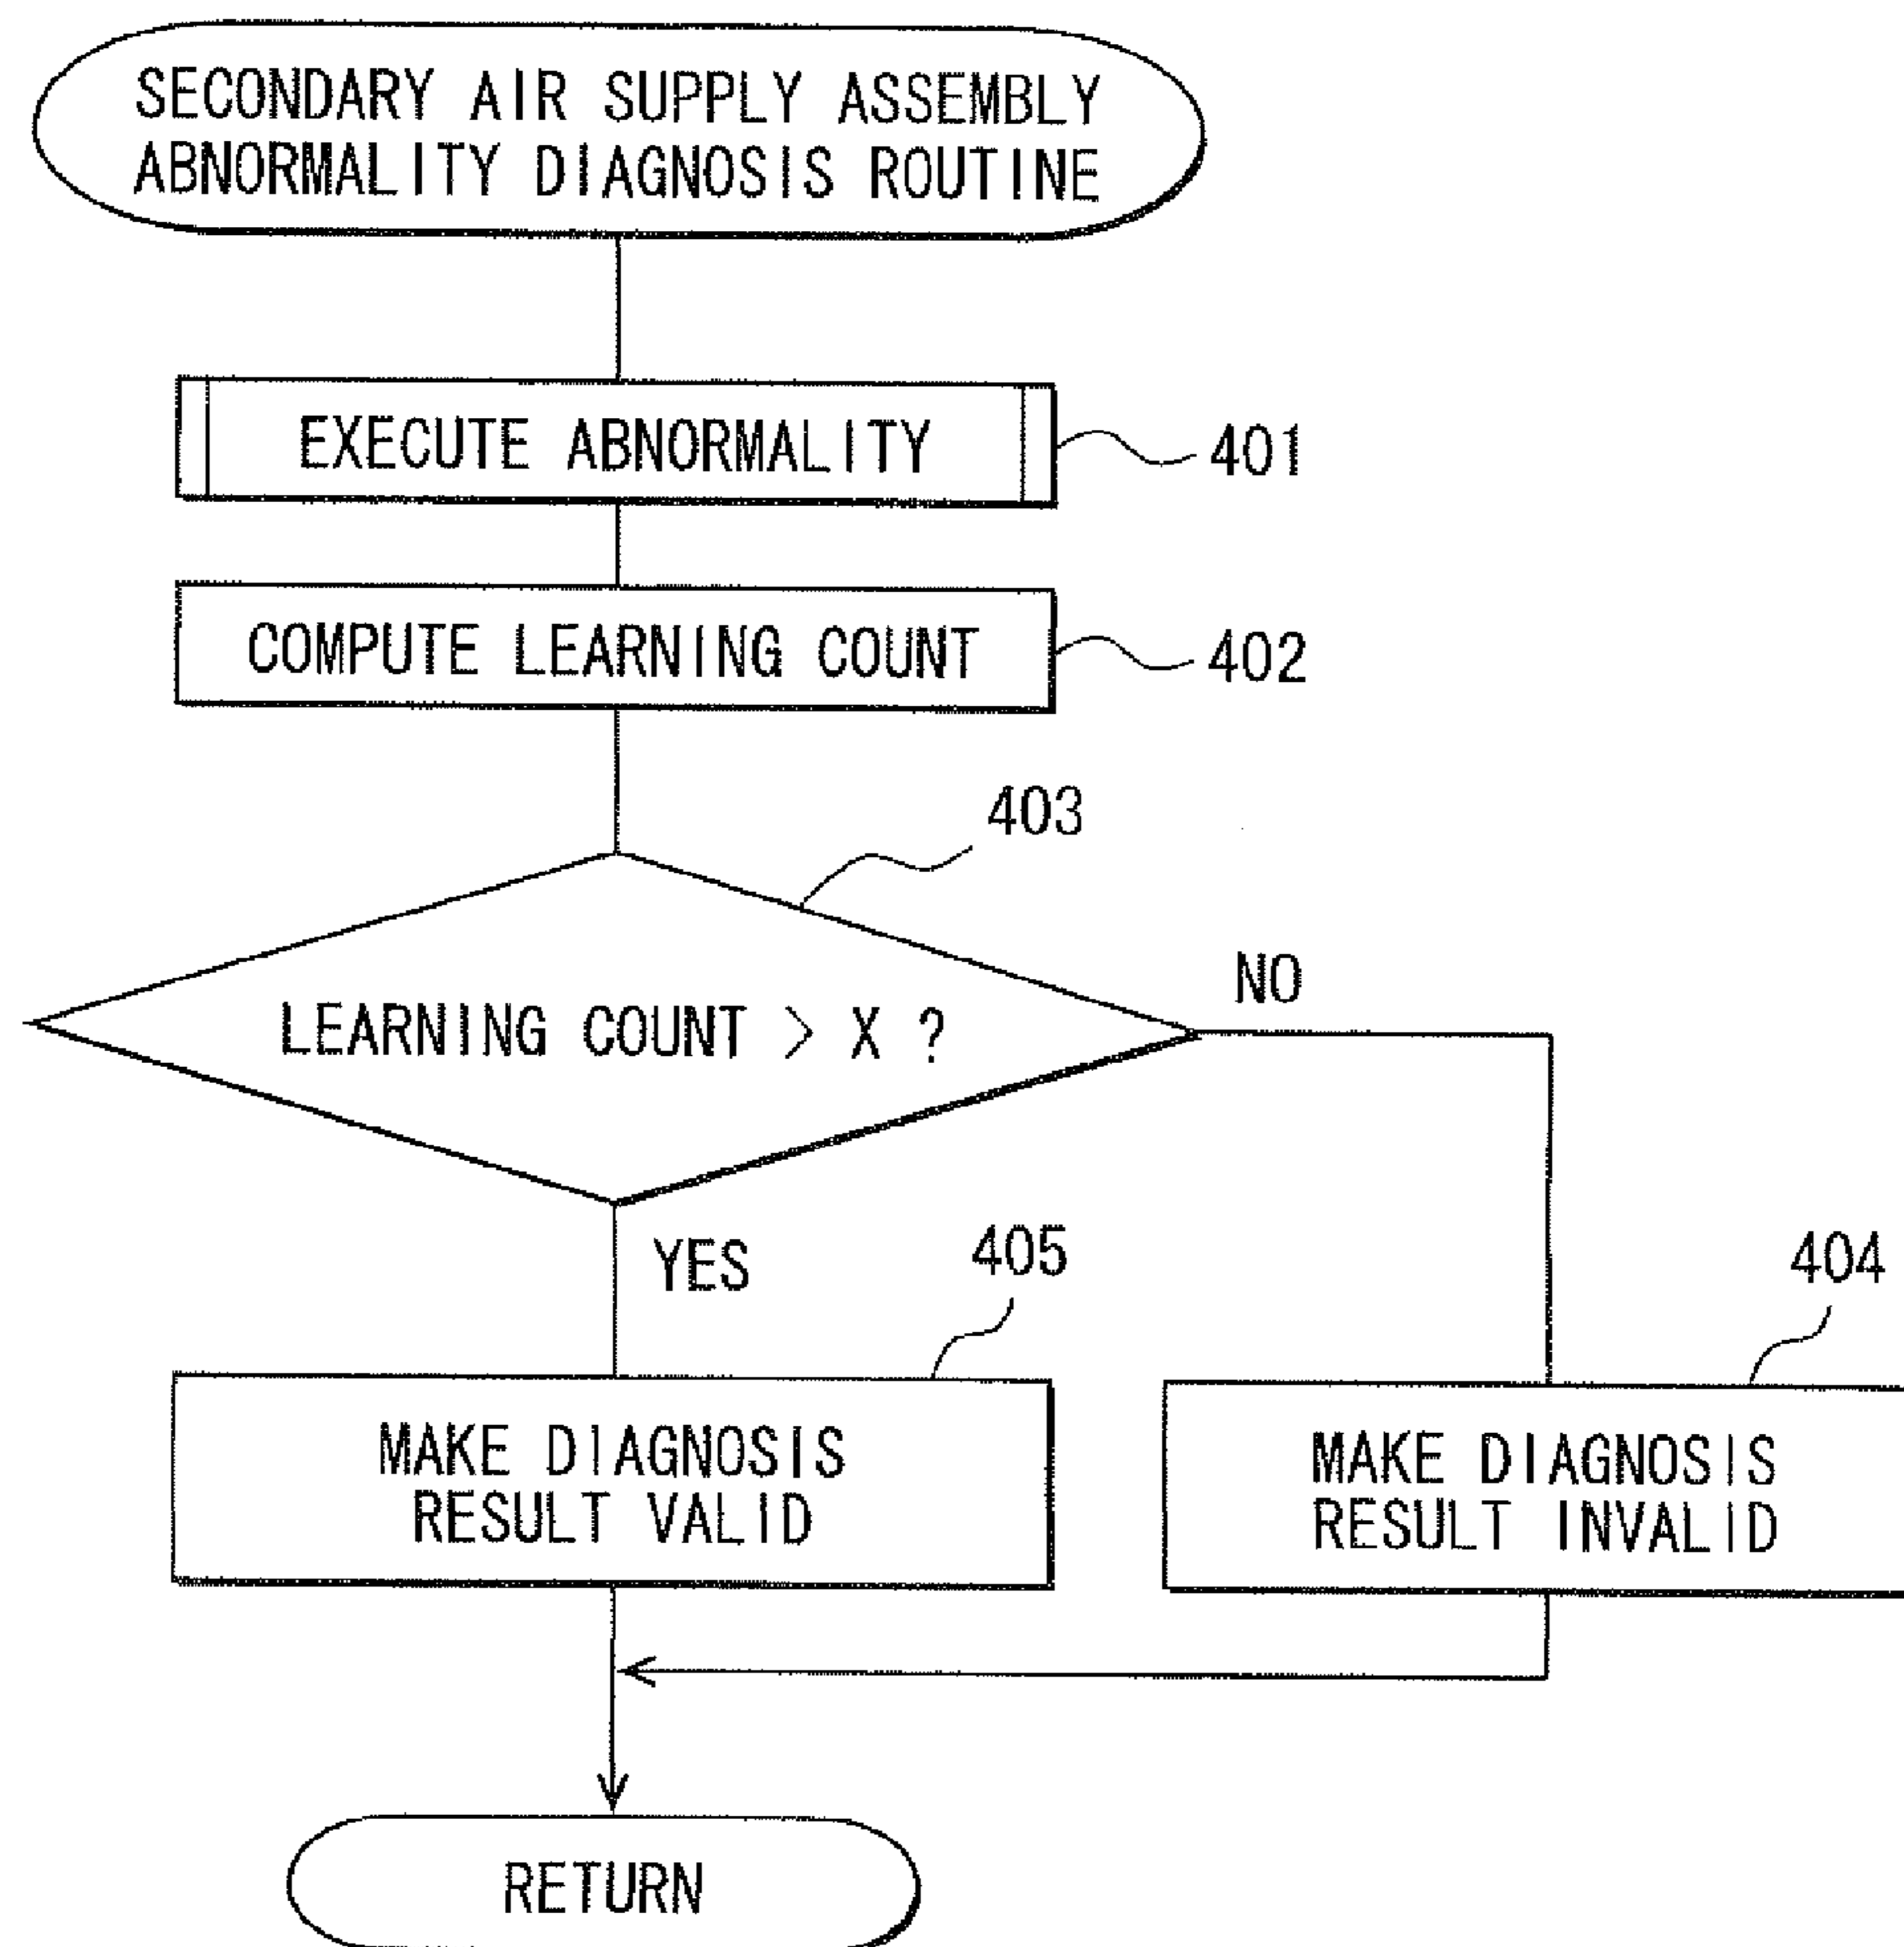 SECONDARY AIR SUPPLY ASSEMBLY
ABNORMALITY DIAGNOSIS ROUTINE
EXECUTE ABNORMALITY
401
COMPUTE LEARNING COUNT
402
403
LEARNING COUNT > X ?
NO
YES
405
404
MAKE DIAGNOSIS
RESULT VALID
MAKE DIAGNOSIS
RESULT INVALID
RETURN